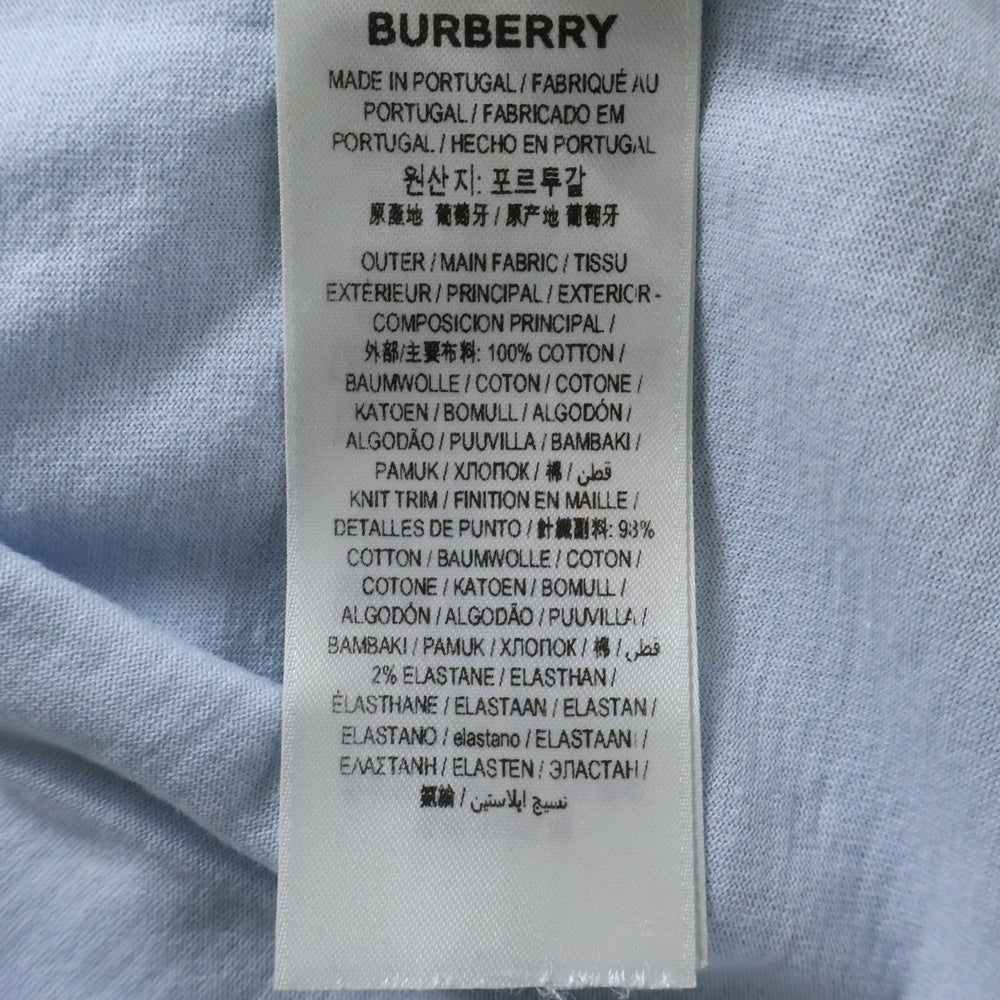 BURBERRY
MADE IN PORTUGAL / FABRIQUÉ AU
PORTUGAL / FABRICADO EM
PORTUGAL / HECHO EN PORTUGAL
원산지: 포르투갈
原產地 葡萄牙 / 原产地 葡萄牙
OUTER / MAIN FABRIC / TISSU
EXTÉRIEUR / PRINCIPAL / EXTERIOR -
COMPOSICION PRINCIPAL /
外部/主要布料: 100% COTTON /
BAUMWOLLE / COTON / COTONE /
KATOEN / BOMULL / ALGODÓN /
ALGODÃO / PUUVILLA / BAMBAKI /
PAMUK / ХЛОПОК / 棉 / قطن
KNIT TRIM / FINITION EN MAILLE /
DETALLES DE PUNTO / 針織副料: 98%
COTTON / BAUMWOLLE / COTON /
COTONE / KATOEN / BOMULL /
ALGODÓN / ALGODÃO / PUUVILLA /
BAMBAKI / PAMUK / ХЛОПОК / 棉 / قطن
2% ELASTANE / ELASTHAN /
ÉLASTHANE / ELASTAAN / ELASTAN /
ELASTANO / elastano / ELASTAANI /
ΕΛΑΣΤΑΝΗ / ELASTEN / ЭЛАСТАН /
氨綸 / نسيج ايلاستين